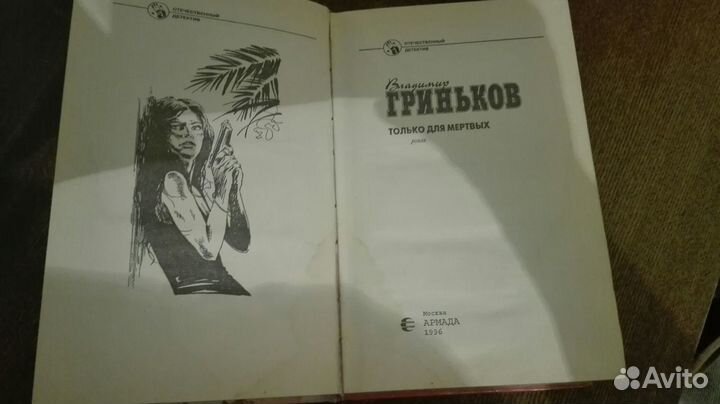 ОТЕЧЕСТВЕННЫЙ
ДЕТЕКТИВ
ОТЕЧЕСТВЕННЫЙ
ДЕТЕКТИВ
Владимир
ГРИНЬКОВ
ТОЛЬКО ДЛЯ МЕРТВЫХ
роман
Москва
АРМАДА
1996
Avito